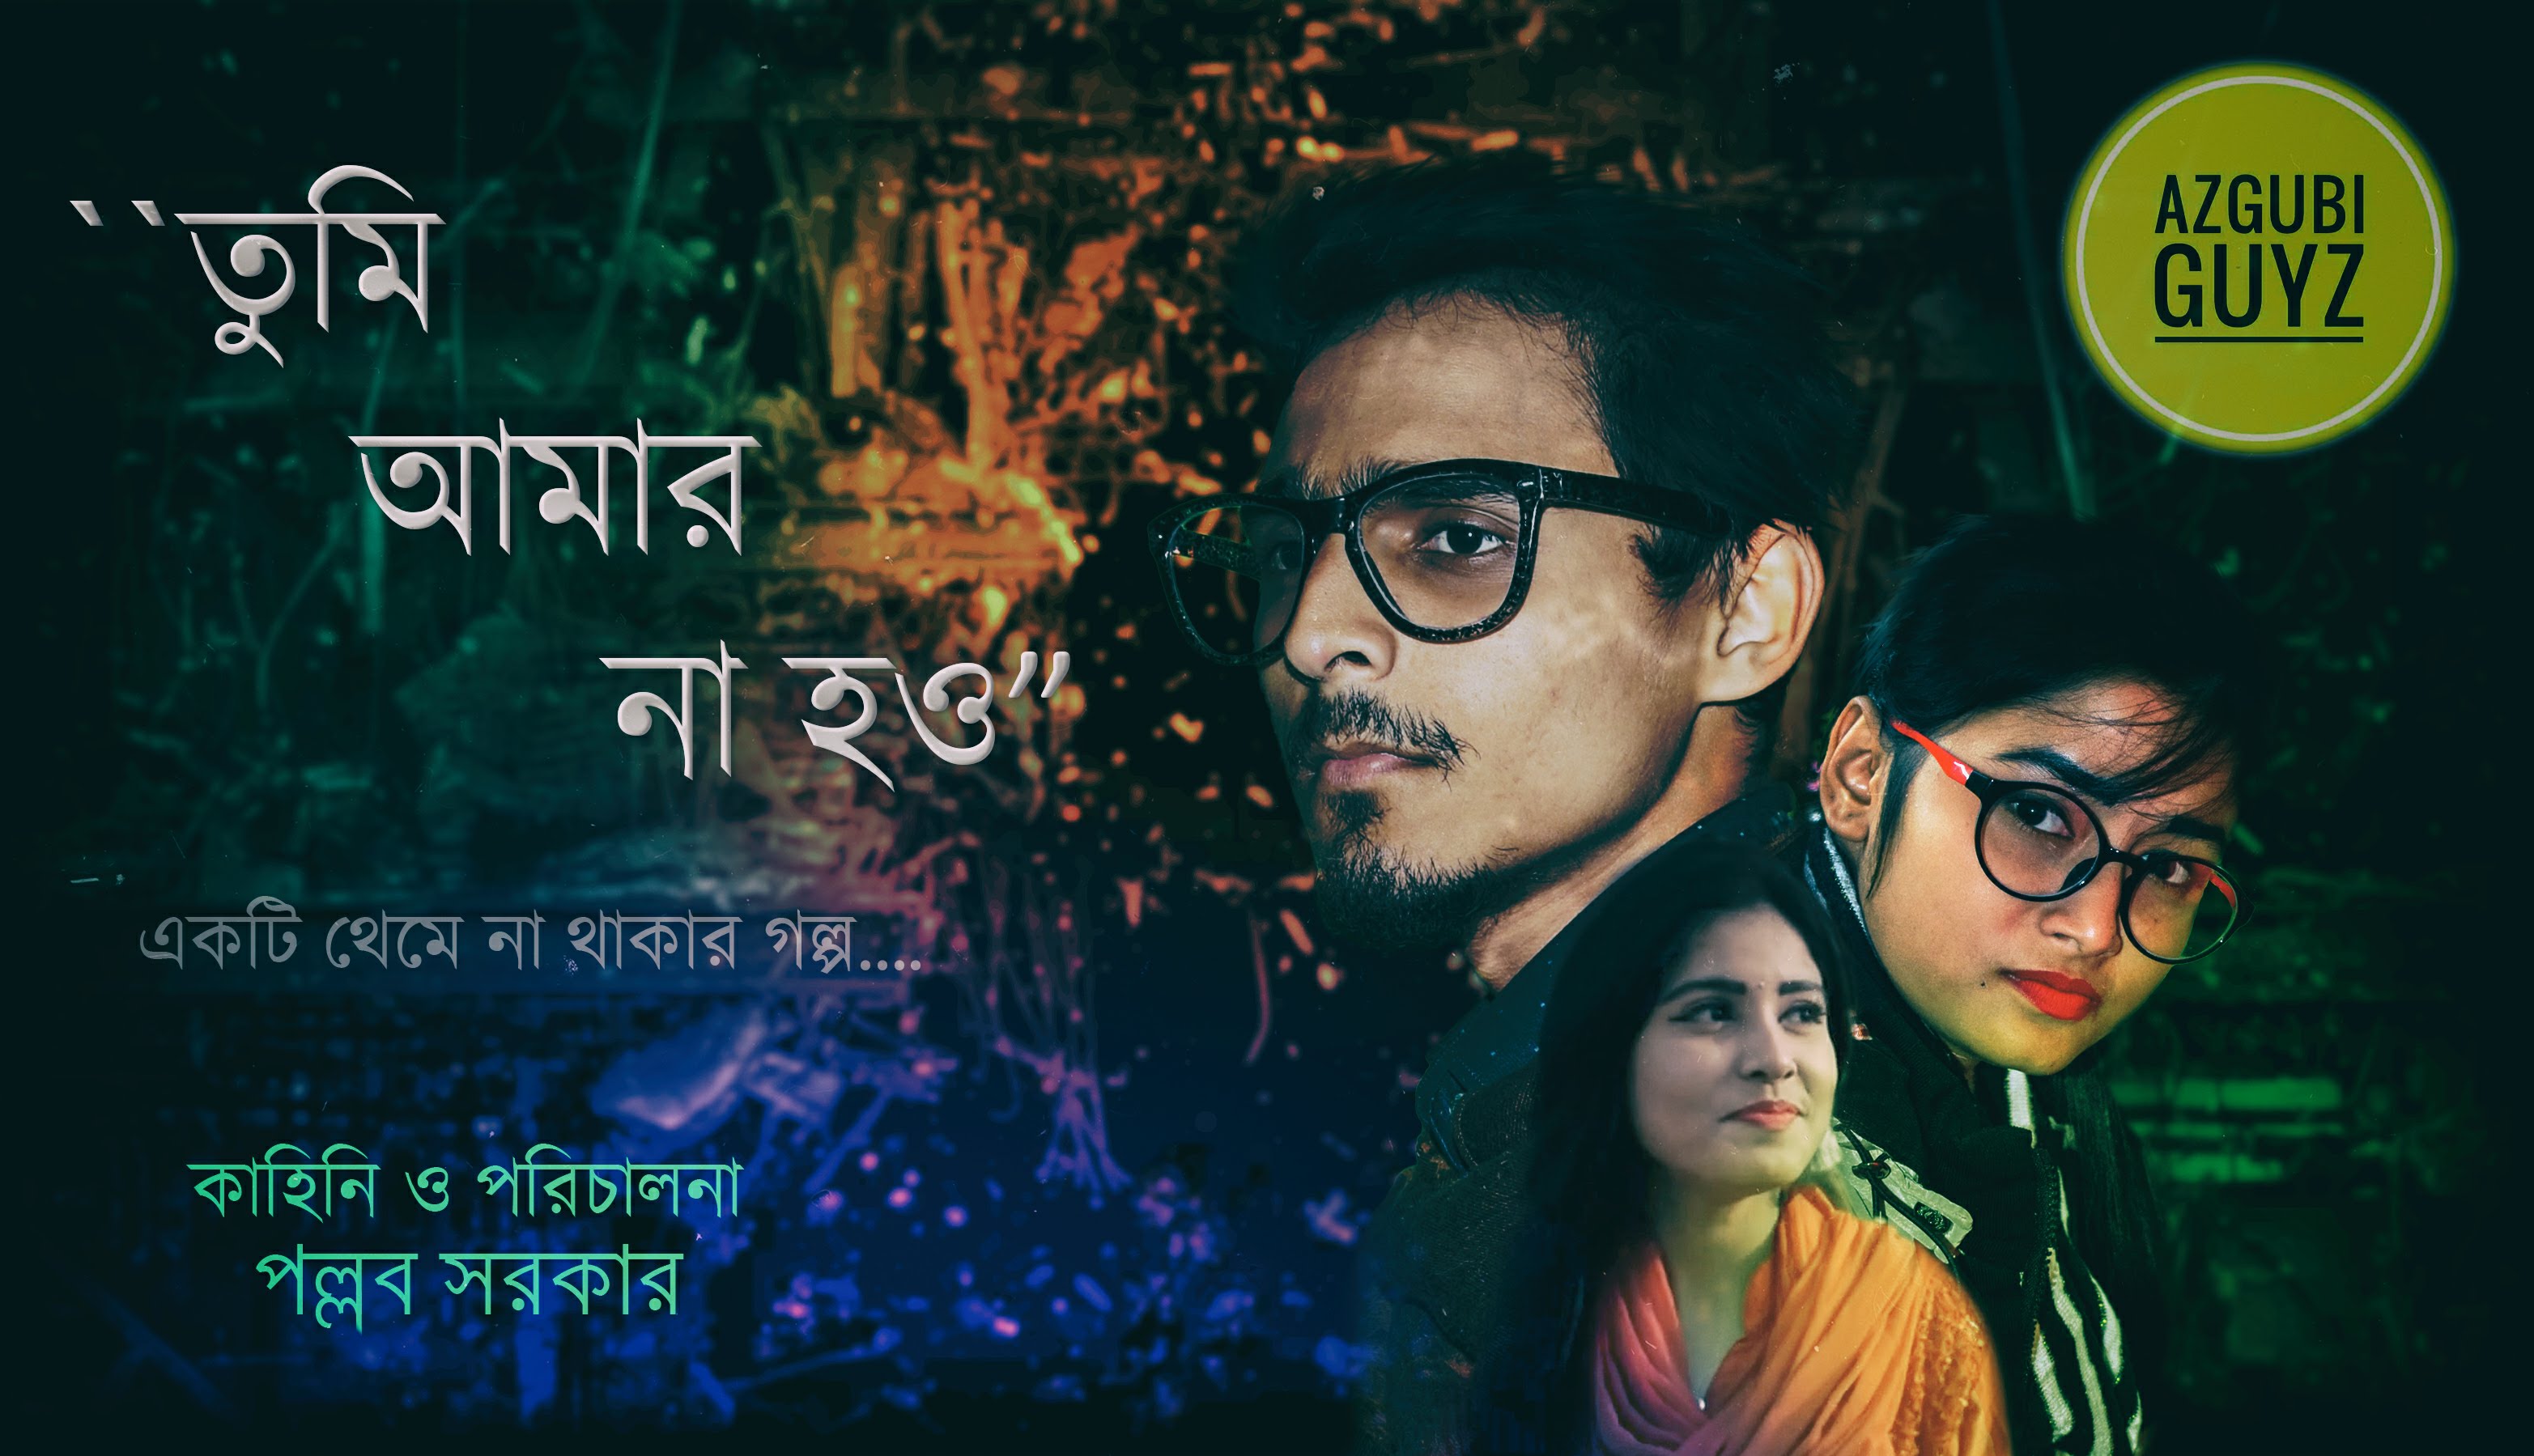 ``তুমি
আমার
না হও”
একটি থেমে না থাকার গল্প....
কাহিনি ও পরিচালনা
পল্লব সরকার
AZGUBI
GUYZ